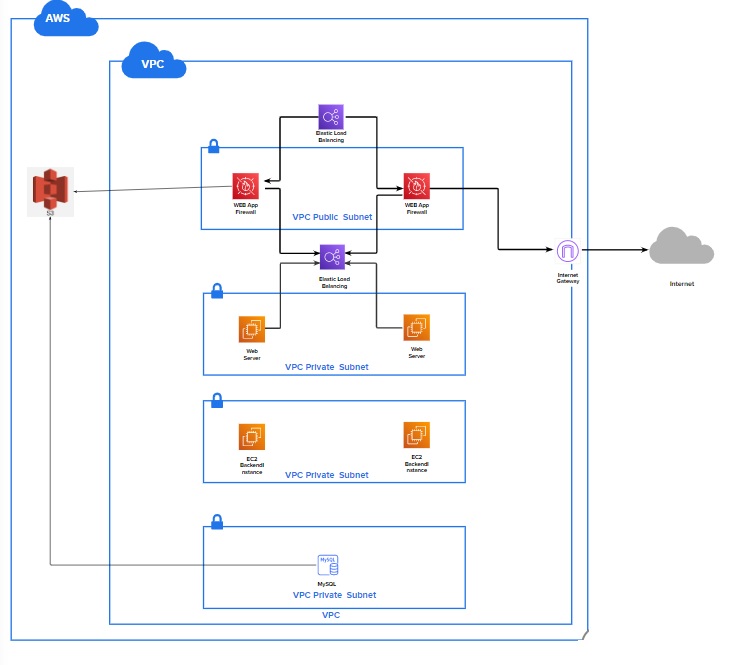 AWS
VPC
Elastic Load
Balancing
WEB App
Firewall
WEB App
Firewall
VPC Public Subnet
S3
Elastic Load
Balancing
Internet
Gateway
Internet
Web
Server
Web
Server
VPC Private Subnet
EC2
Backendi
nstance
EC2
Backendi
nstance
VPC Private Subnet
MySQL
MySQL
VPC Private Subnet
VPC